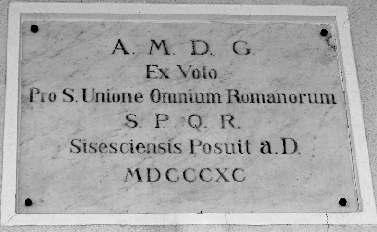 A. M. D. G.
Ex Voto
Pro S. Unione Omnium Romanorum
S. P. Q. R.
Sisesciensis Posuit a.D.
MDCCCXC